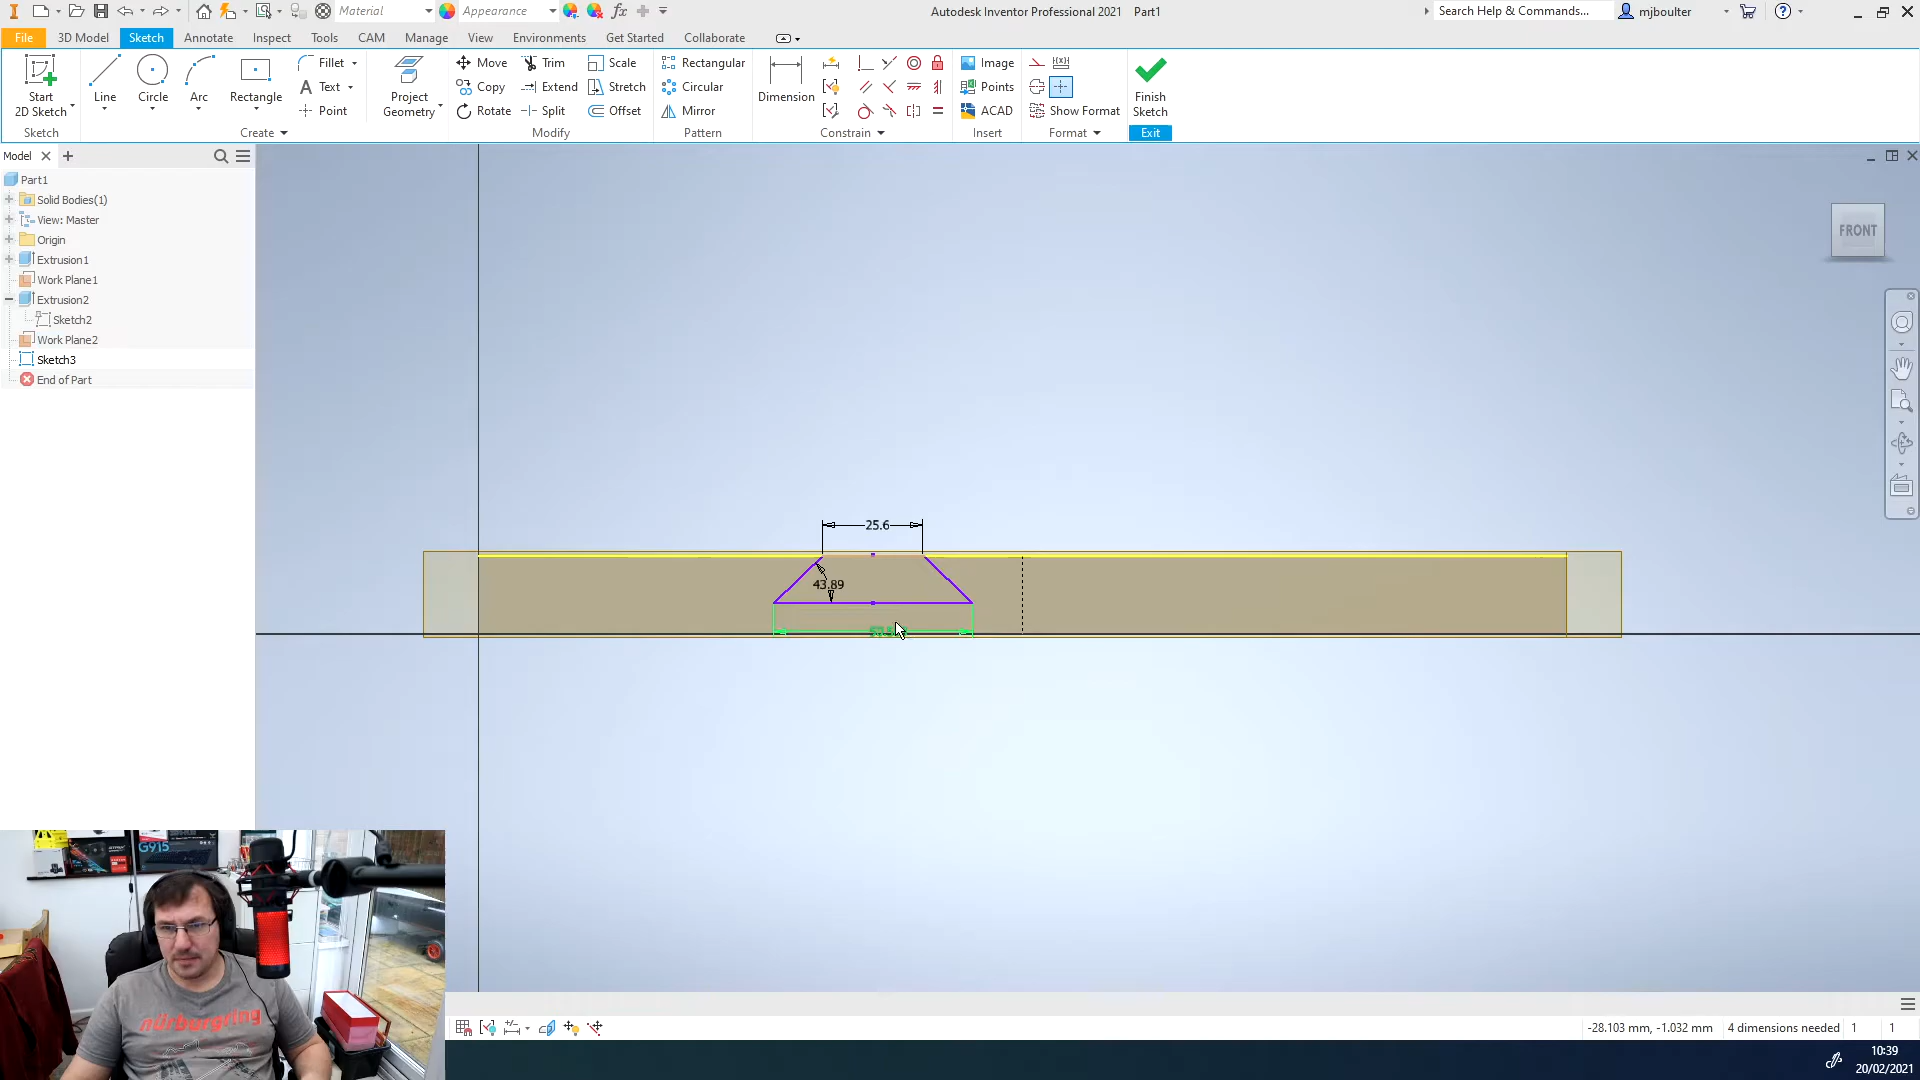 Material
Appearance
fx
Autodesk Inventor Professional 2021 Part1
Search Help & Commands...
mjboulter
File 3D Model Sketch Annotate Inspect Tools CAM Manage View Environments Get Started Collaborate
Start
2D Sketch
Line
Circle
Arc
Rectangle
Fillet
Text
Point
Project
Geometry
Move
Copy
Rotate
Trim
Extend
Split
Scale
Stretch
Offset
Rectangular
Circular
Mirror
Dimension
Image
Points
ACAD
Show Format
Finish
Sketch
Sketch
Create
Modify
Pattern
Constrain
Insert
Format
Exit
Model
Part1
Solid Bodies(1)
View: Master
Origin
Extrusion1
Work Plane1
Extrusion2
Sketch2
Work Plane2
Sketch3
End of Part
FRONT
25.6
43.89
G915
nürburgring
-28.103 mm, -1.032 mm 4 dimensions needed 1 1
10:39
20/02/2021